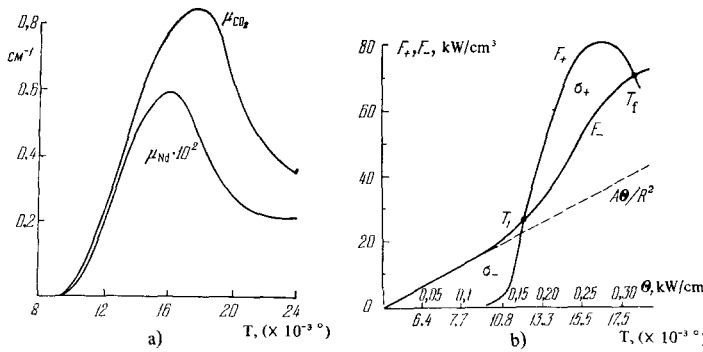 0,8
cm⁻¹
0.6
0.4
0,2
8
12
16
20
24
μCO₂
μNd·10²
a)
T, (× 10⁻³ °)
80
F₊,F₋, kW/cm³
60
40
20
0
F₊
σ₊
F₋
T_f
T₁
AΘ/R²
σ₋
0,05
0,1
0,15
0,20
0,25
0,30
Θ, kW/cm
6.4
7.7
10.8
13.3
15.5
17.5
b)
T, (× 10⁻³ °)